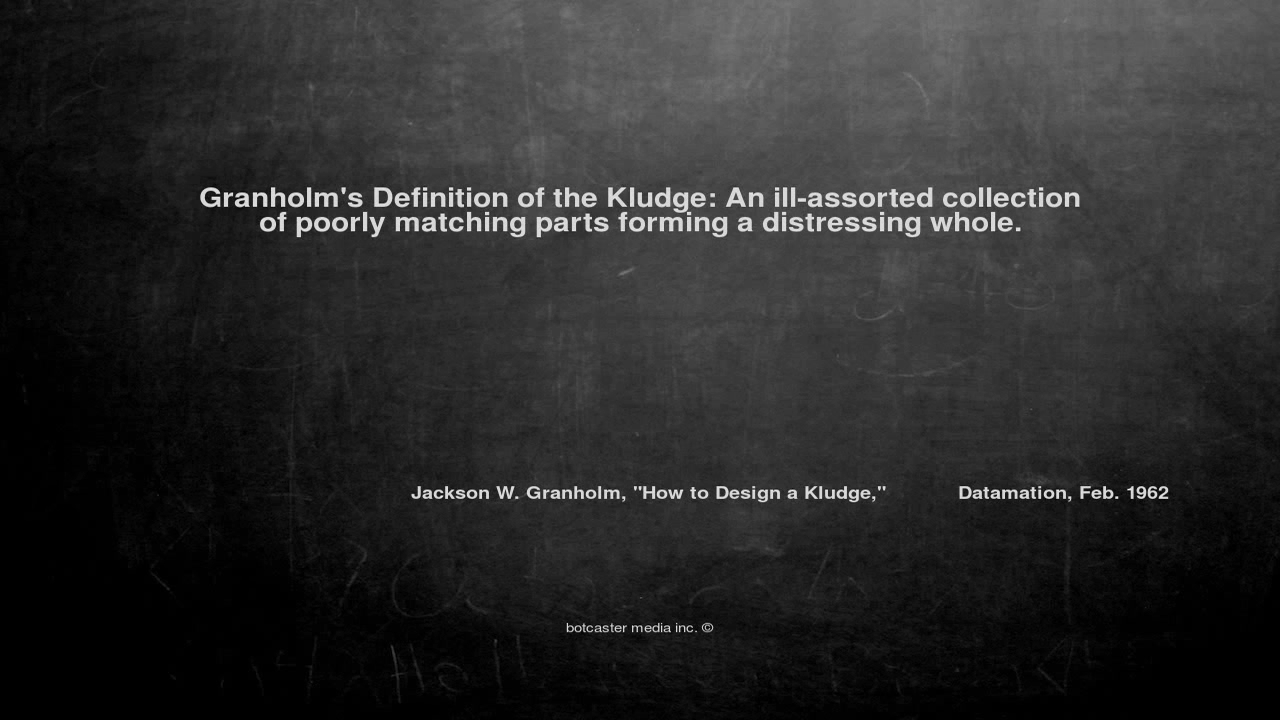 Granholm's Definition of the Kludge: An ill-assorted collection
of poorly matching parts forming a distressing whole.
Jackson W. Granholm, "How to Design a Kludge," Datamation, Feb. 1962
botcaster media inc. ©